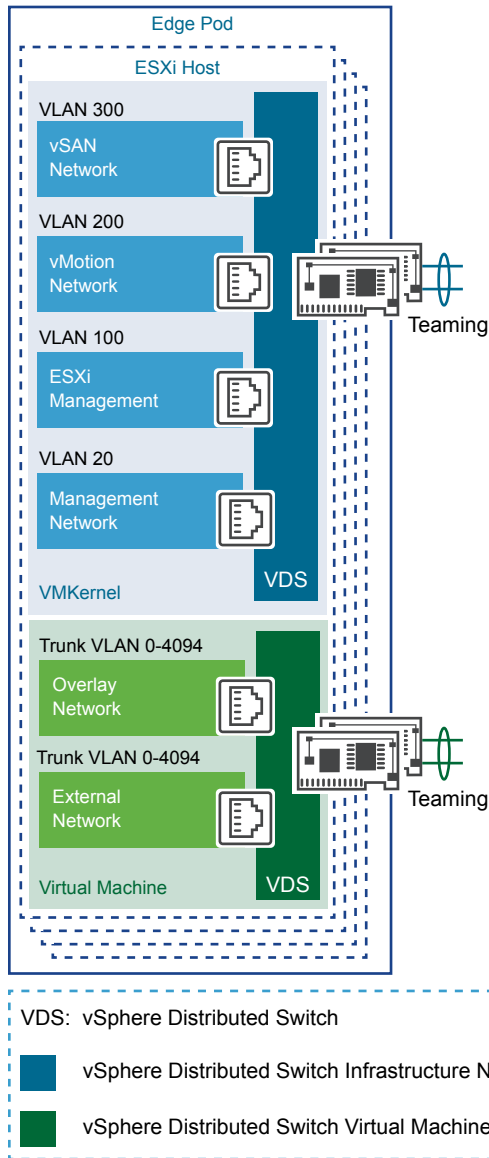 Edge Pod
ESXi Host
VLAN 300
vSAN
Network
VLAN 200
vMotion
Network
Teaming
VLAN 100
ESXi
Management
VLAN 20
Management
Network
VDS
VMKernel
Trunk VLAN 0-4094
Overlay
Network
Trunk VLAN 0-4094
External
Network
Teaming
Virtual Machine
VDS
VDS: vSphere Distributed Switch
vSphere Distributed Switch Infrastructure N
vSphere Distributed Switch Virtual Machine